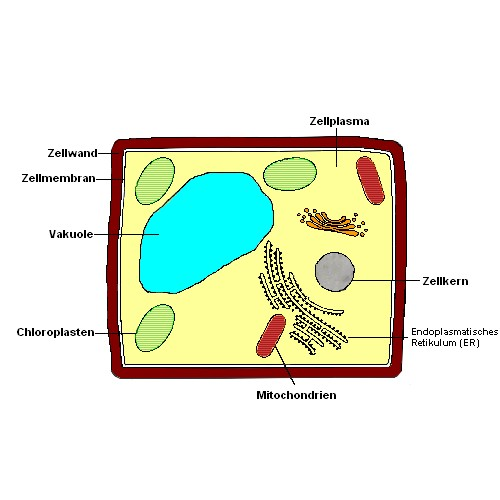 Zellplasma
Zellwand
Zellmembran
Vakuole
Zellkern
Chloroplasten
Endoplasmatisches
Retikulum (ER)
Mitochondrien